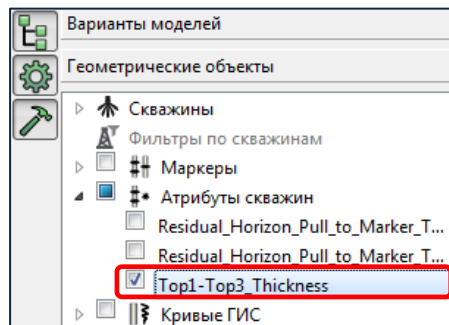 Варианты моделей
Геометрические объекты
Скважины
Фильтры по скважинам
Маркеры
Атрибуты скважин
Residual_Horizon_Pull_to_Marker_T...
Residual_Horizon_Pull_to_Marker_T...
Top1-Top3_Thickness
Кривые ГИС